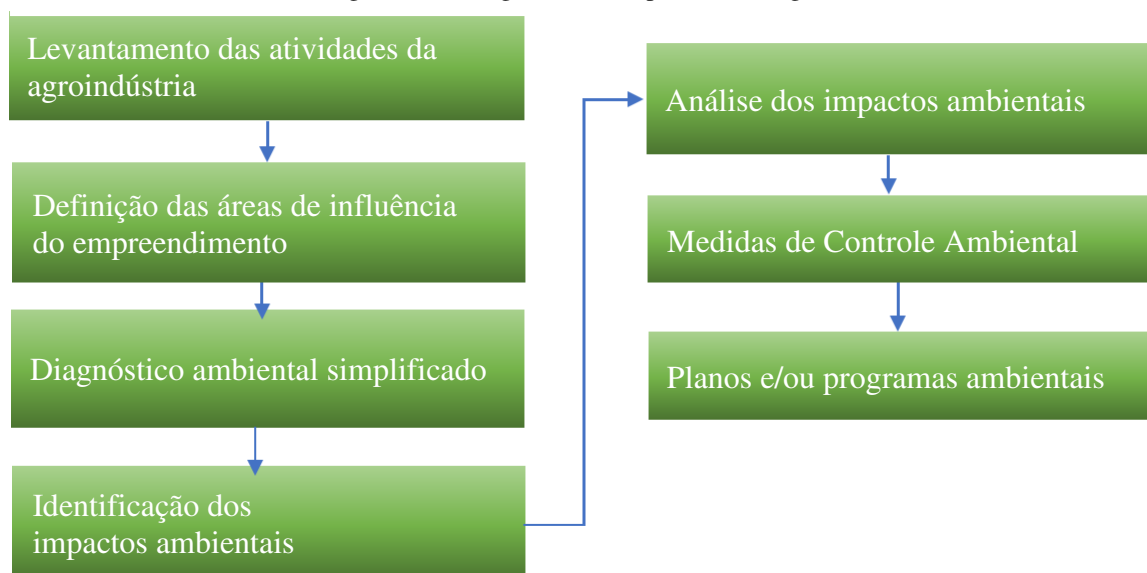 Levantamento das atividades da
agroindústria
Definição das áreas de influência
do empreendimento
Diagnóstico ambiental simplificado
Identificação dos
impactos ambientais
Análise dos impactos ambientais
Medidas de Controle Ambiental
Planos e/ou programas ambientais